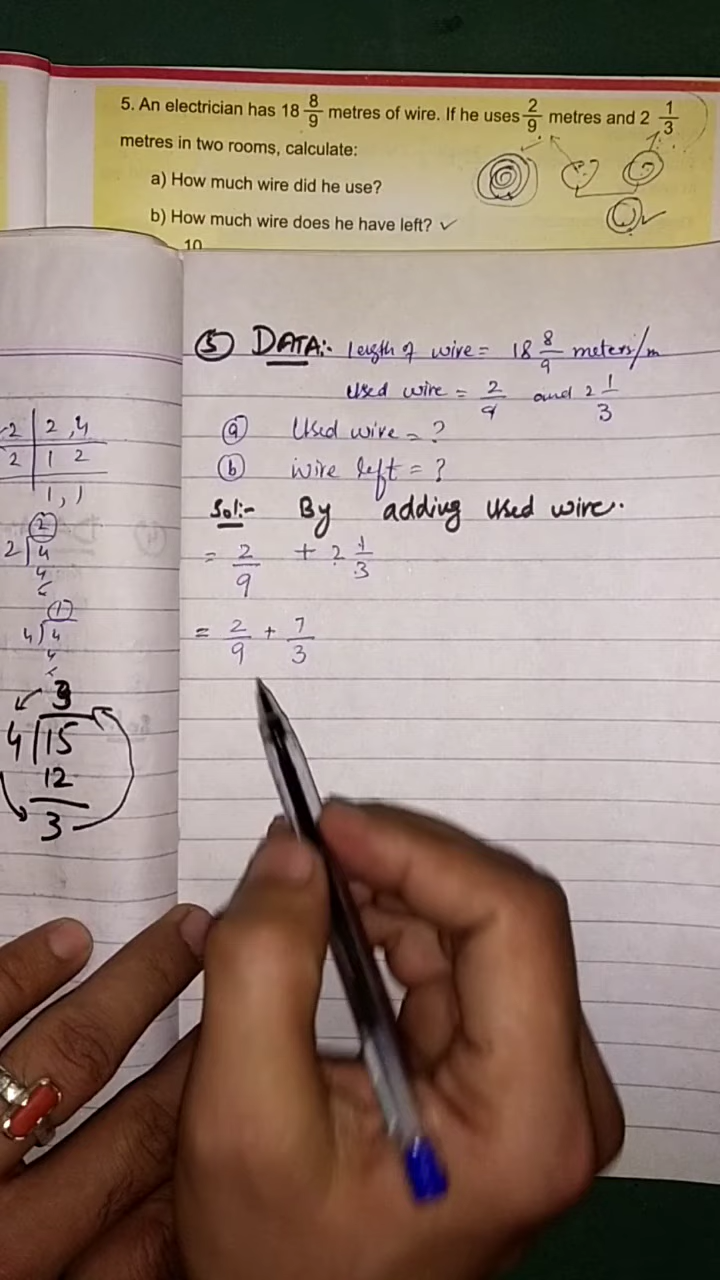 5. An electrician has 18 8/9 metres of wire. If he uses 2/9 metres and 2 1/3
metres in two rooms, calculate:
a) How much wire did he use?
b) How much wire does he have left? ✓
10
⑤ DATA:- length of wire = 18 8/9 meters/m
Used wire = 2/9 and 2 1/3
ⓐ Used wire = ?
ⓑ wire left = ?
Sol:- By adding used wire.
= 2/9 + 2 1/3
= 2/9 + 7/3
2 | 2, 4
2 | 1 2
1, 1
2
2) 4
4
1
4) 4
4
3
4) 15
12
3